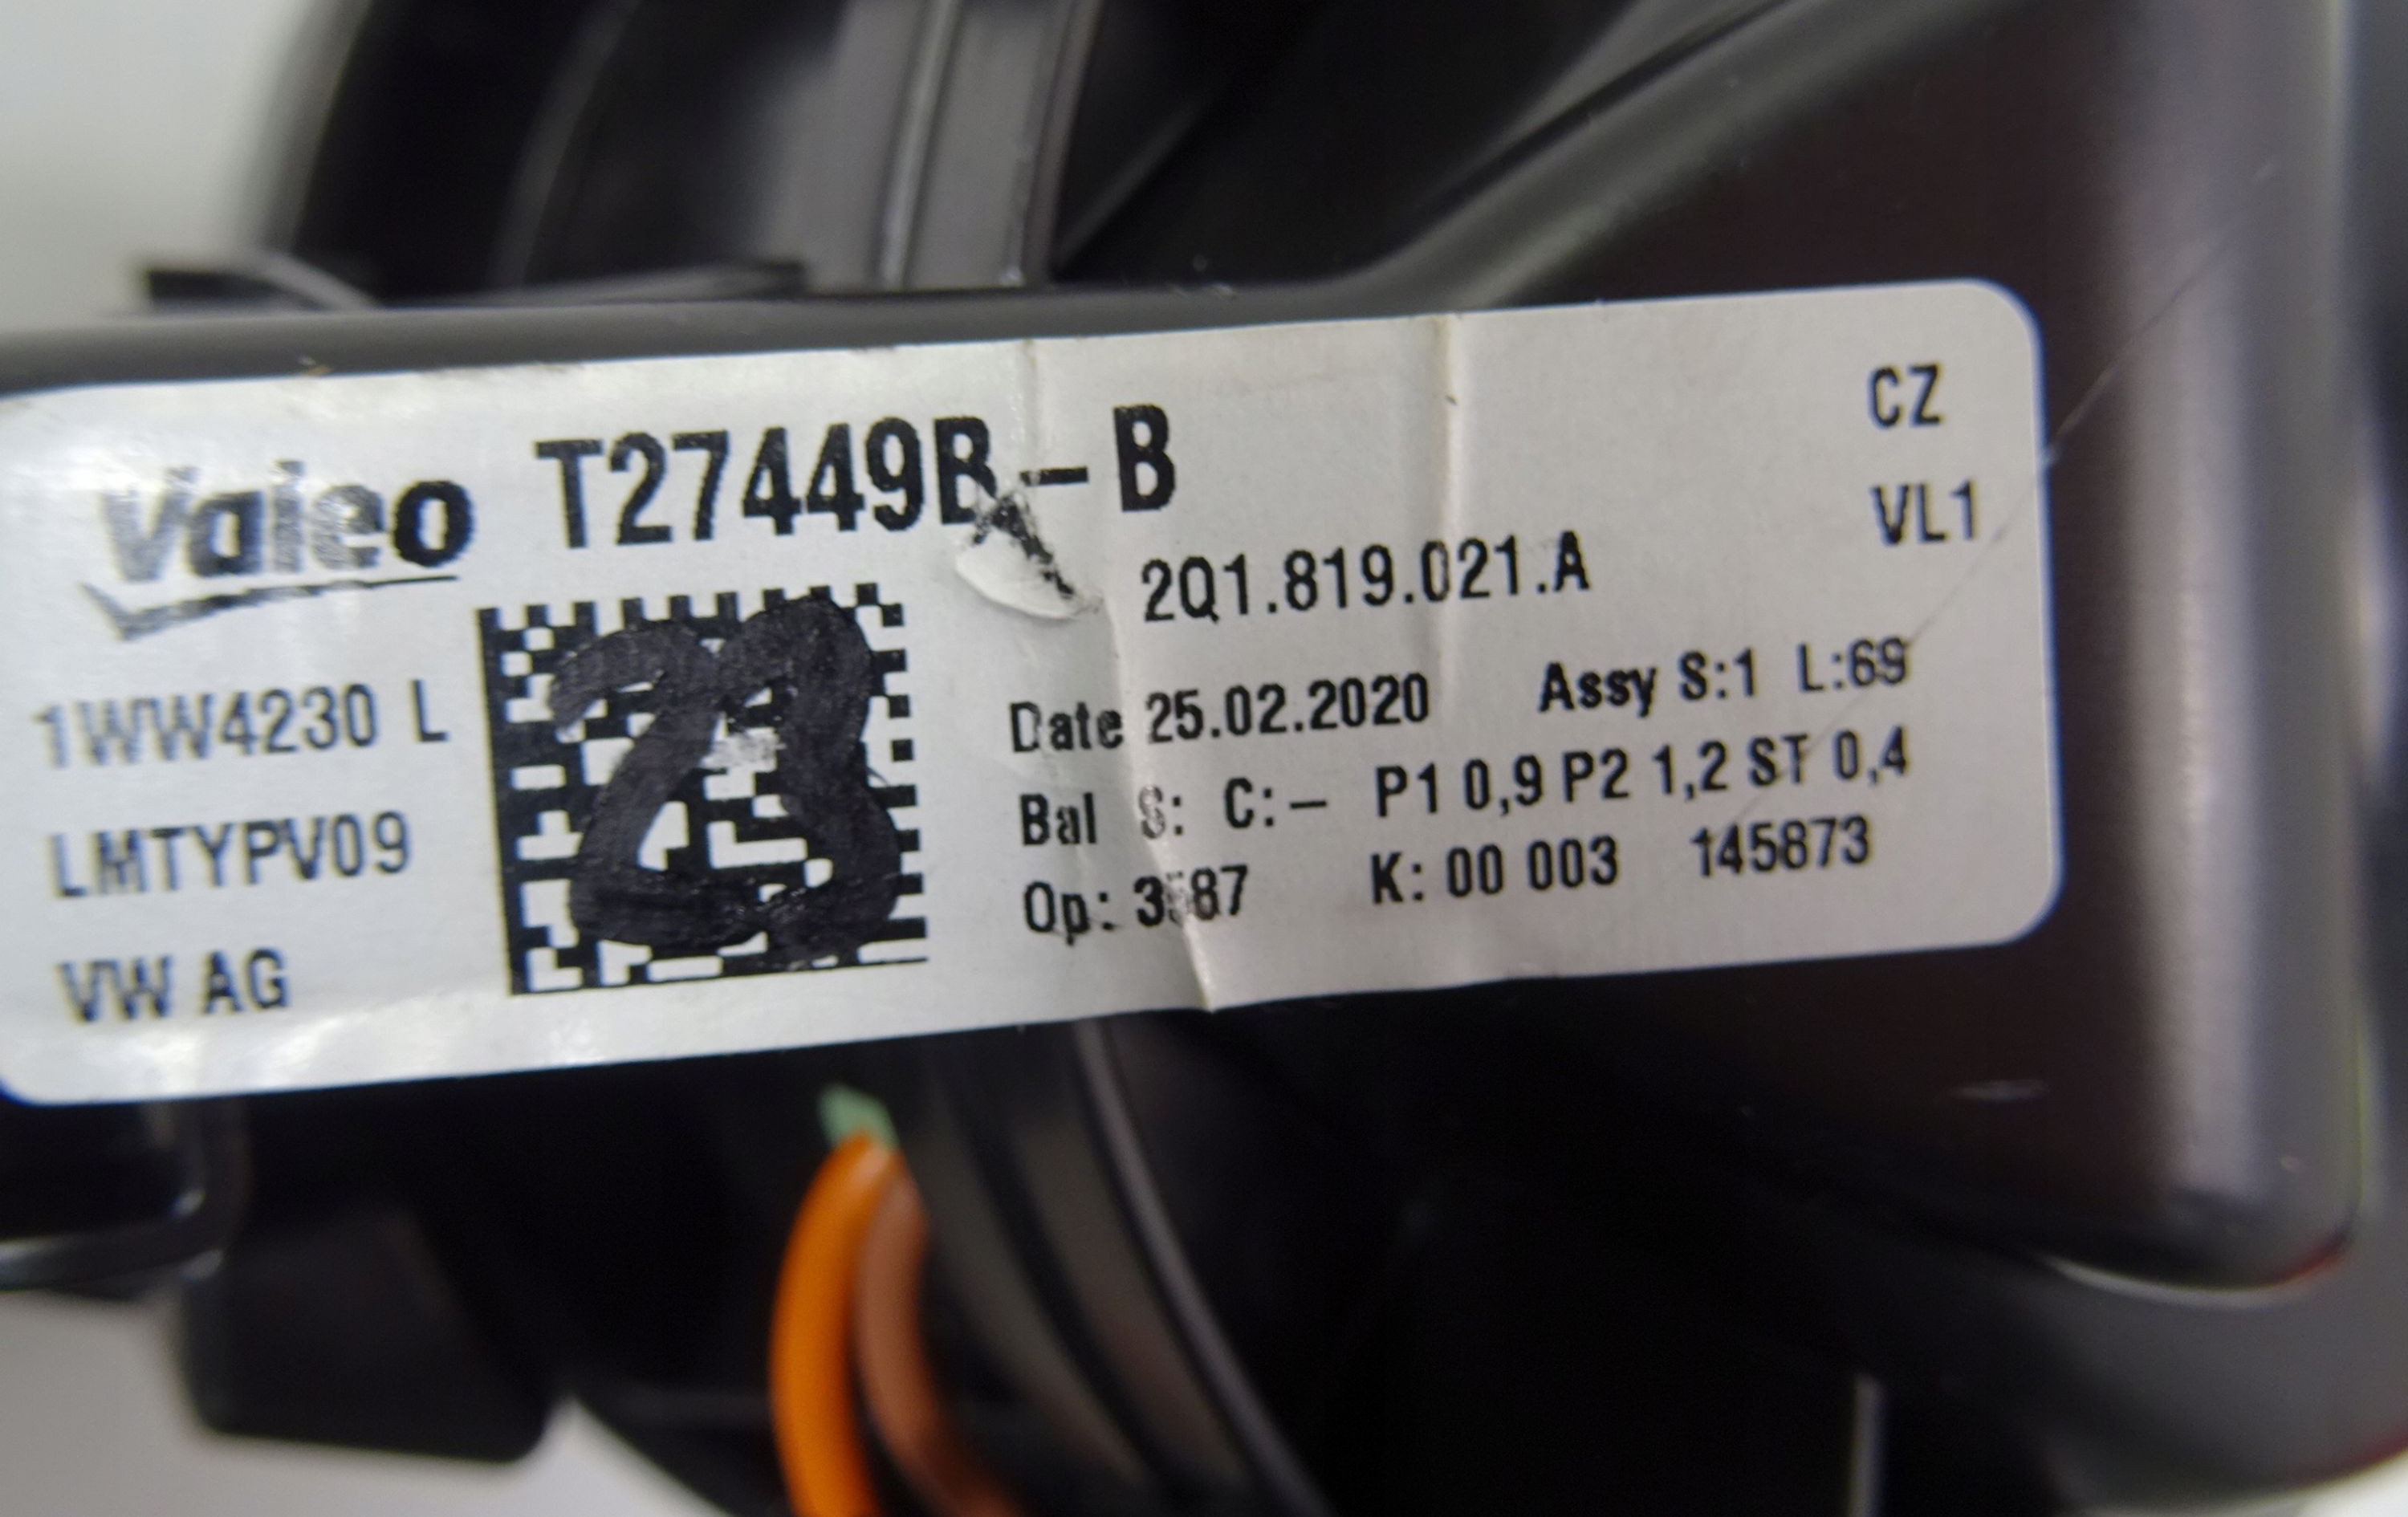 Valeo T27449B - B
CZ
VL1
2Q1.819.021.A
1WW4230 L
LMTYPV09
VW AG
23
Date 25.02.2020 Assy S:1 L:69
Bal S: C:– P1 0,9 P2 1,2 ST 0,4
Op: K: 00 003 145873